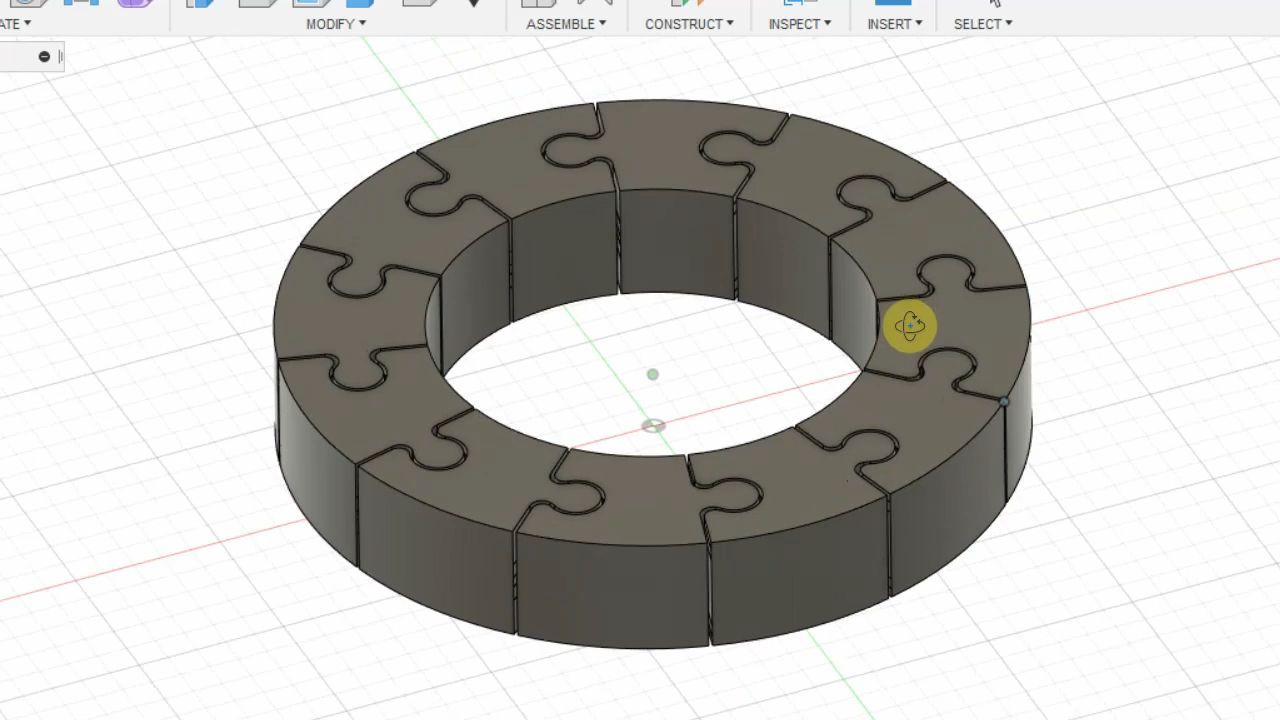 ATE▾ MODIFY▾ ASSEMBLE▾ CONSTRUCT▾ INSPECT▾ INSERT▾ SELECT▾